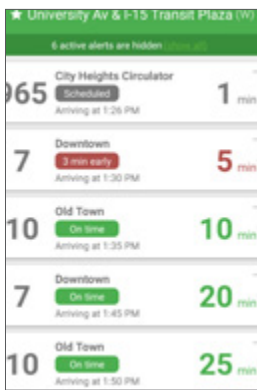 ★ University Av & I-15 Transit Plaza (W)
6 active alerts are hidden (show all)
965
City Heights Circulator
Scheduled
Arriving at 1:26 PM
1 min
7
Downtown
3 min early
Arriving at 1:30 PM
5 min
10
Old Town
On time
Arriving at 1:35 PM
10 min
7
Downtown
On time
Arriving at 1:45 PM
20 min
10
Old Town
On time
Arriving at 1:50 PM
25 min